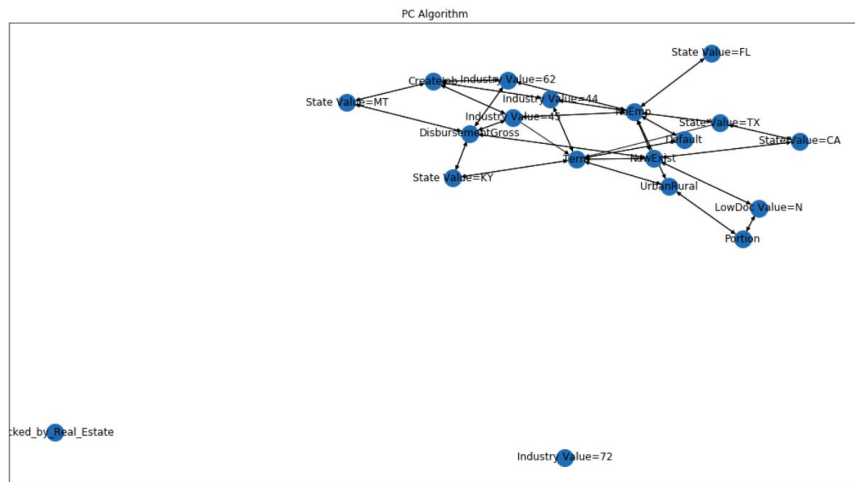 PC Algorithm
State Value=FL
CreateJob
Industry Value=62
State Value=MT
Industry Value=44
NoEmp
Industry Value=45
State Value=TX
DisbursementGross
Default
State Value=CA
Term
NewExist
State Value=KY
UrbanRural
LowDoc Value=N
Portion
cked_by_Real_Estate
Industry Value=72